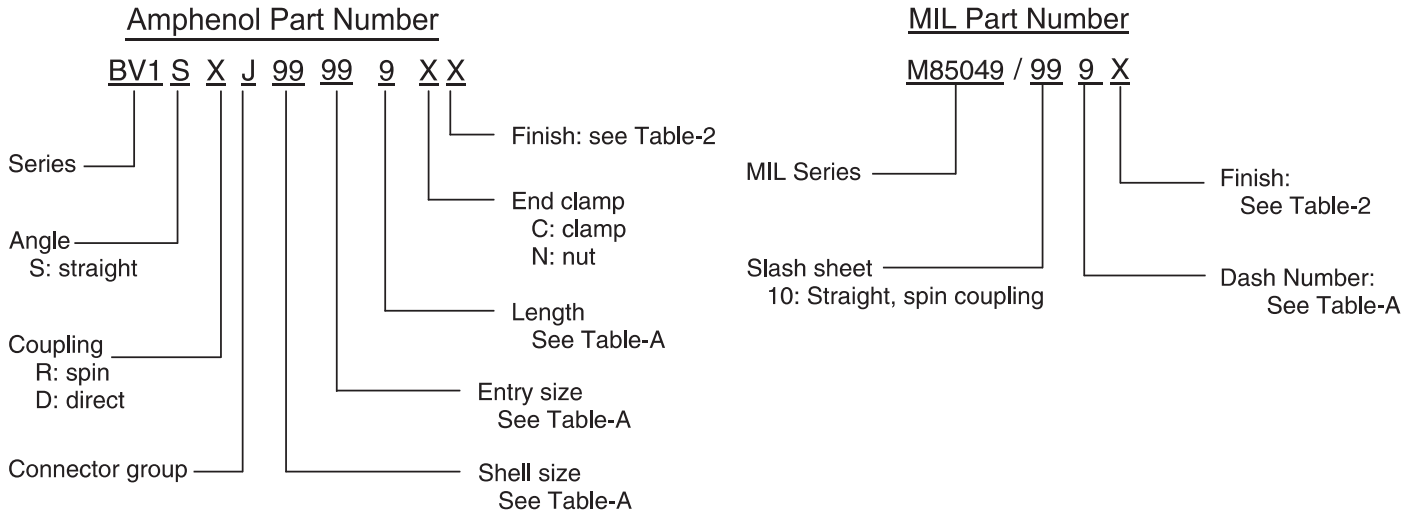 Amphenol Part Number
BV1 S X J 99 99 9 X X
Series
Angle
S: straight
Coupling
R: spin
D: direct
Connector group
Finish: see Table-2
End clamp
C: clamp
N: nut
Length
See Table-A
Entry size
See Table-A
Shell size
See Table-A
MIL Part Number
M85049 / 99 9 X
MIL Series
Slash sheet
10: Straight, spin coupling
Finish:
See Table-2
Dash Number:
See Table-A